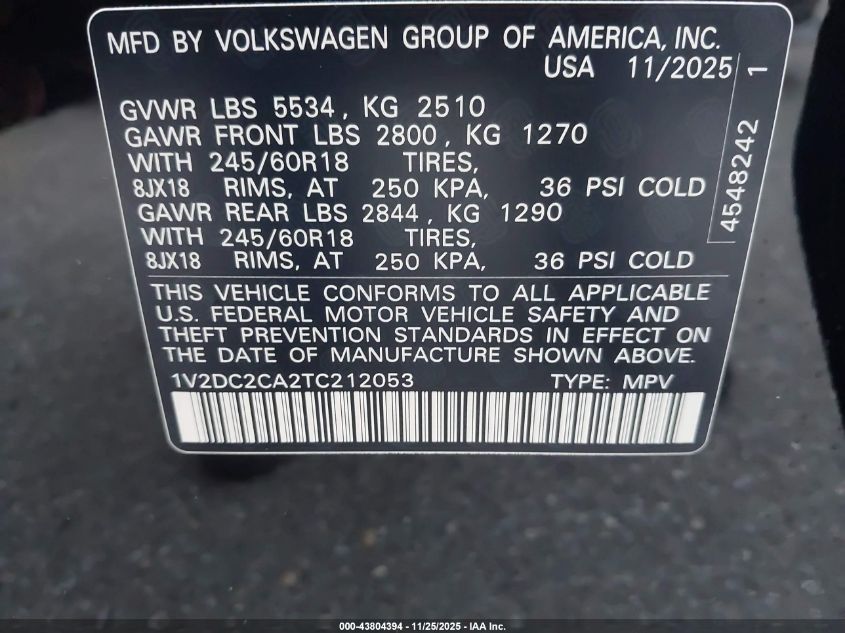 MFD BY VOLKSWAGEN GROUP OF AMERICA, INC.
USA 11/2025
GVWR LBS 5534, KG 2510
GAWR FRONT LBS 2800, KG 1270
WITH 245/60R18 TIRES,
8JX18 RIMS, AT 250 KPA, 36 PSI COLD
GAWR REAR LBS 2844, KG 1290
WITH 245/60R18 TIRES,
8JX18 RIMS, AT 250 KPA, 36 PSI COLD
4548242 1
THIS VEHICLE CONFORMS TO ALL APPLICABLE
U.S. FEDERAL MOTOR VEHICLE SAFETY AND
THEFT PREVENTION STANDARDS IN EFFECT ON
THE DATE OF MANUFACTURE SHOWN ABOVE.
1V2DC2CA2TC212053 TYPE: MPV
000-43804394 - 11/25/2025 - IAA Inc.